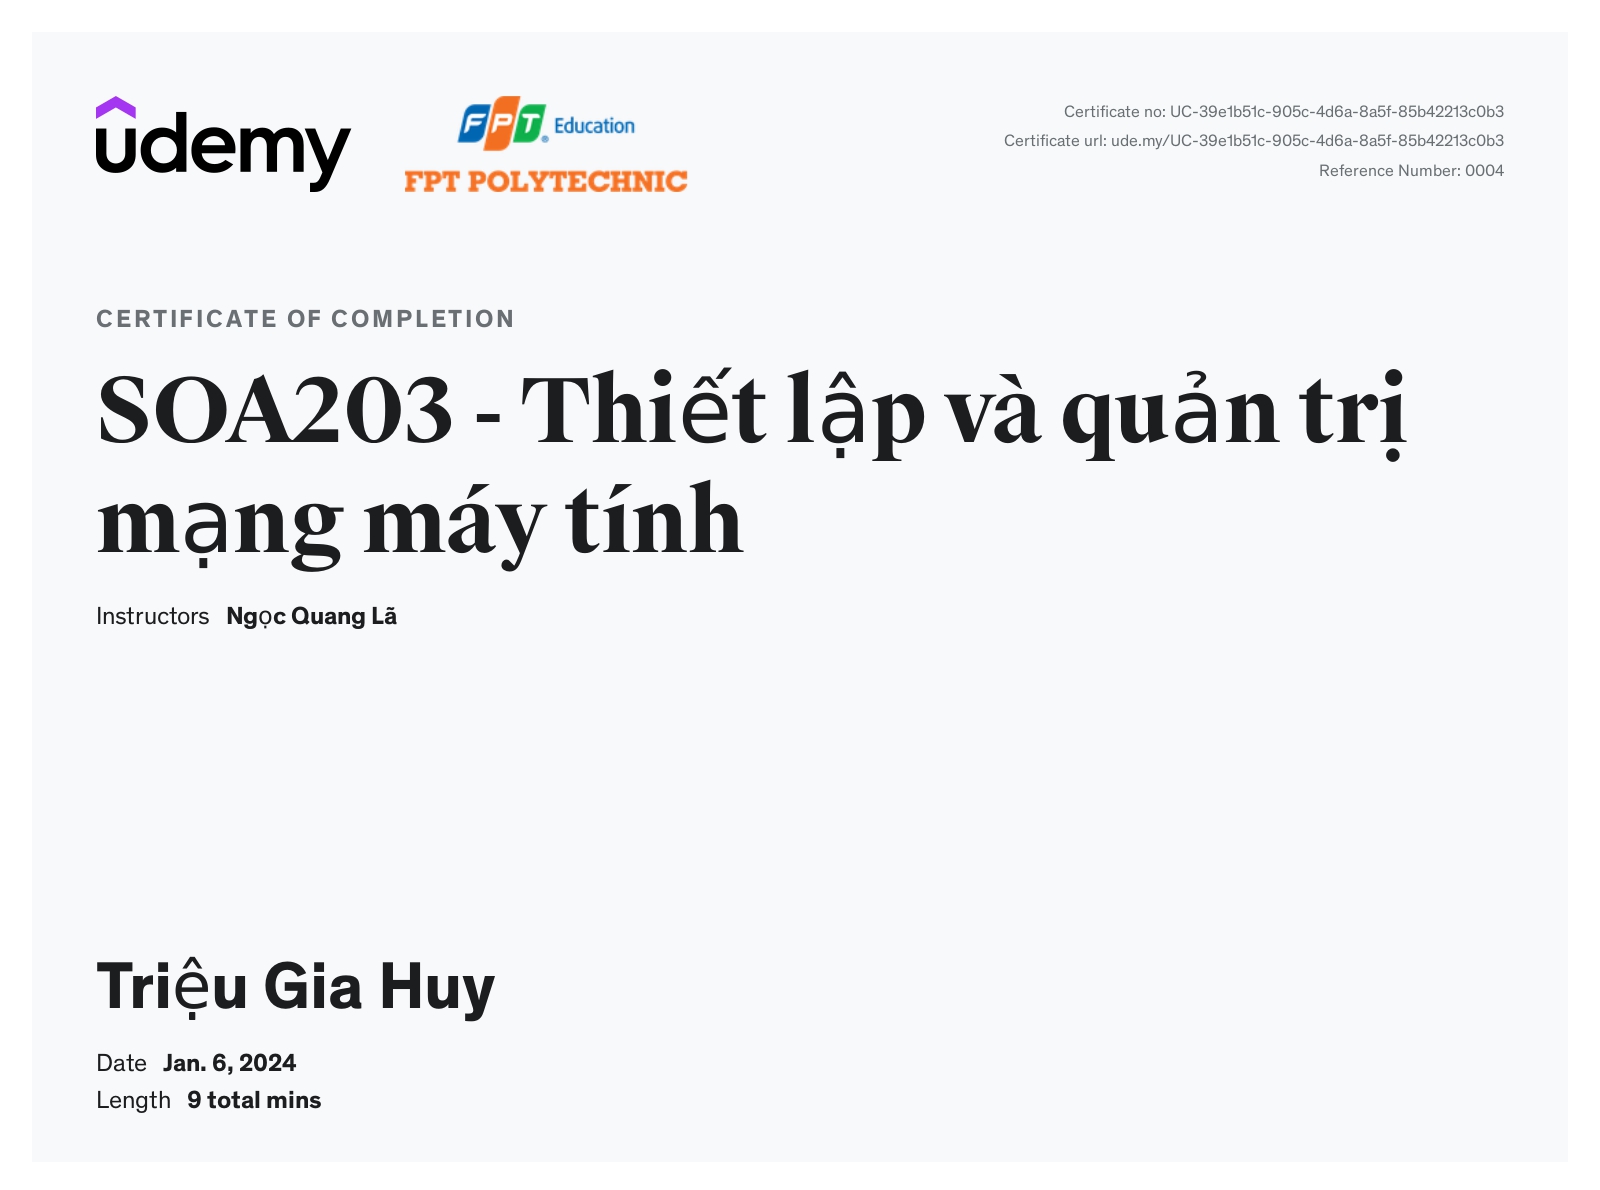 udemy
FPT Education
FPT POLYTECHNIC
Certificate no: UC-39e1b51c-905c-4d6a-8a5f-85b42213c0b3
Certificate url: ude.my/UC-39e1b51c-905c-4d6a-8a5f-85b42213c0b3
Reference Number: 0004
CERTIFICATE OF COMPLETION
SOA203 - Thiết lập và quản trị
mạng máy tính
Instructors Ngọc Quang Lã
Triệu Gia Huy
Date Jan. 6, 2024
Length 9 total mins